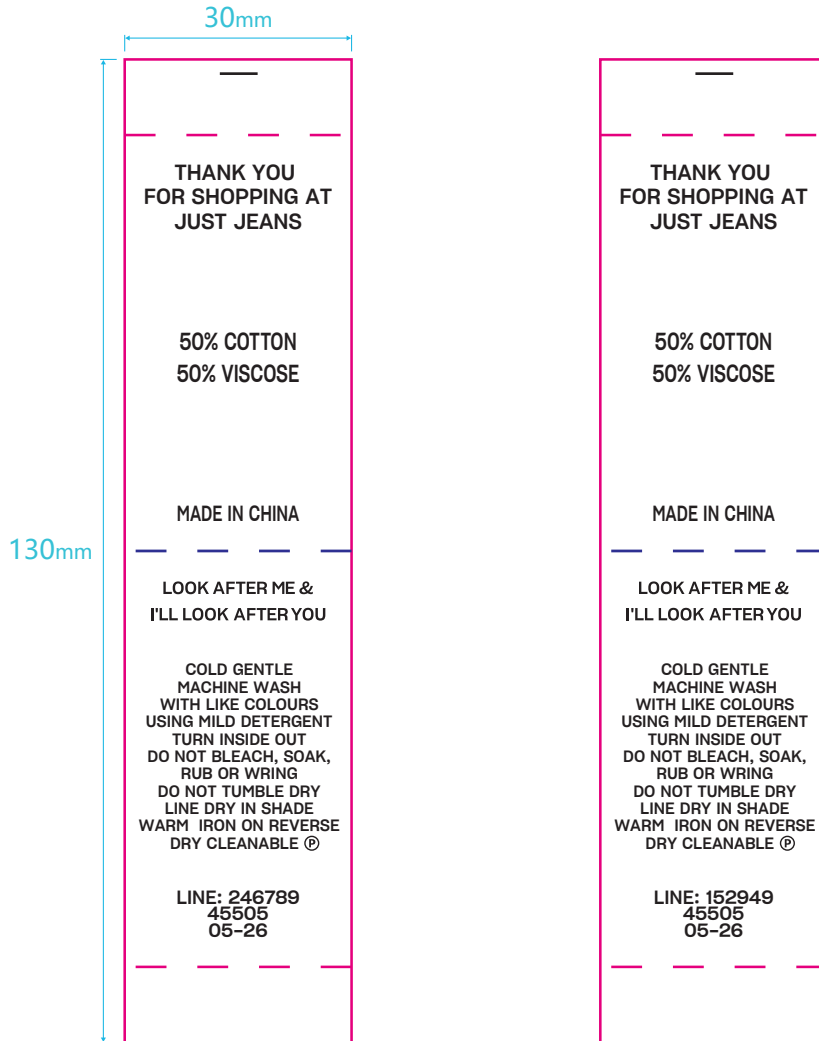 30mm
130mm
THANK YOU
FOR SHOPPING AT
JUST JEANS
50% COTTON
50% VISCOSE
MADE IN CHINA
LOOK AFTER ME &
I'LL LOOK AFTER YOU
COLD GENTLE
MACHINE WASH
WITH LIKE COLOURS
USING MILD DETERGENT
TURN INSIDE OUT
DO NOT BLEACH, SOAK,
RUB OR WRING
DO NOT TUMBLE DRY
LINE DRY IN SHADE
WARM  IRON ON REVERSE
DRY CLEANABLE Ⓟ
LINE: 246789
45505
05-26
THANK YOU
FOR SHOPPING AT
JUST JEANS
50% COTTON
50% VISCOSE
MADE IN CHINA
LOOK AFTER ME &
I'LL LOOK AFTER YOU
COLD GENTLE
MACHINE WASH
WITH LIKE COLOURS
USING MILD DETERGENT
TURN INSIDE OUT
DO NOT BLEACH, SOAK,
RUB OR WRING
DO NOT TUMBLE DRY
LINE DRY IN SHADE
WARM  IRON ON REVERSE
DRY CLEANABLE Ⓟ
LINE: 152949
45505
05-26